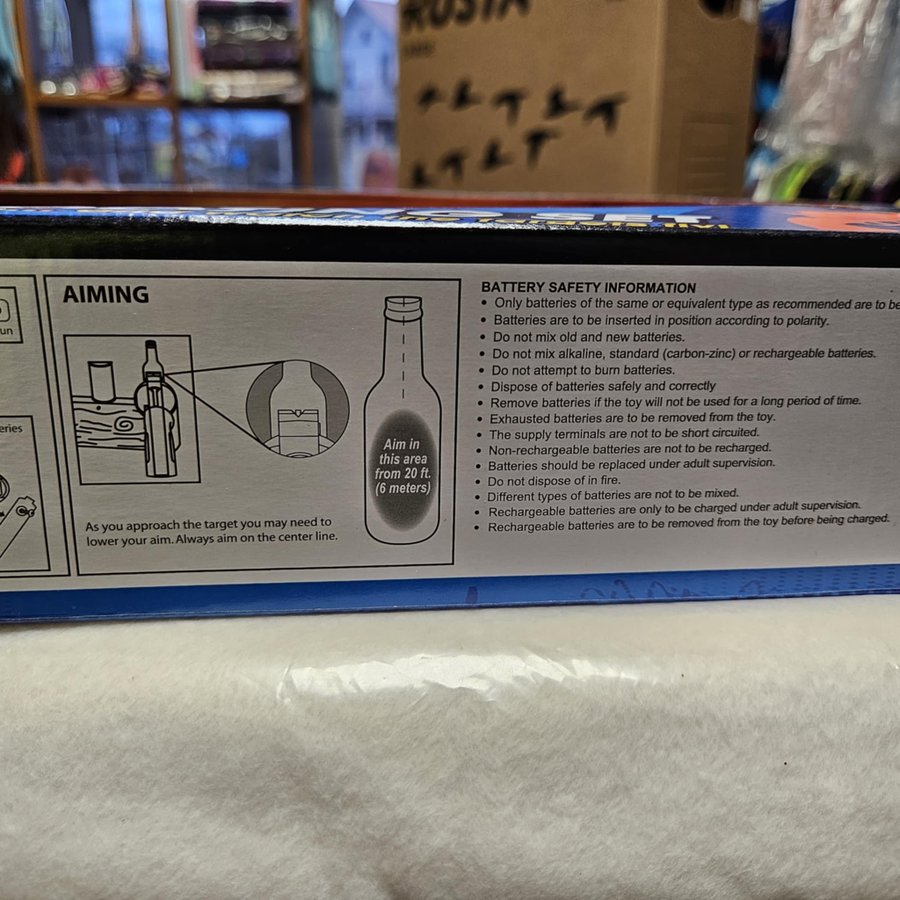 RUSTA
SET
un
eries
AIMING
Aim in
this area
from 20 ft.
(6 meters)
As you approach the target you may need to
lower your aim. Always aim on the center line.
BATTERY SAFETY INFORMATION
• Only batteries of the same or equivalent type as recommended are to be
• Batteries are to be inserted in position according to polarity.
• Do not mix old and new batteries.
• Do not mix alkaline, standard (carbon-zinc) or rechargeable batteries.
• Do not attempt to burn batteries.
• Dispose of batteries safely and correctly
• Remove batteries if the toy will not be used for a long period of time.
• Exhausted batteries are to be removed from the toy.
• The supply terminals are not to be short circuited.
• Non-rechargeable batteries are not to be recharged.
• Batteries should be replaced under adult supervision.
• Do not dispose of in fire.
• Different types of batteries are not to be mixed.
• Rechargeable batteries are only to be charged under adult supervision.
• Rechargeable batteries are to be removed from the toy before being charged.